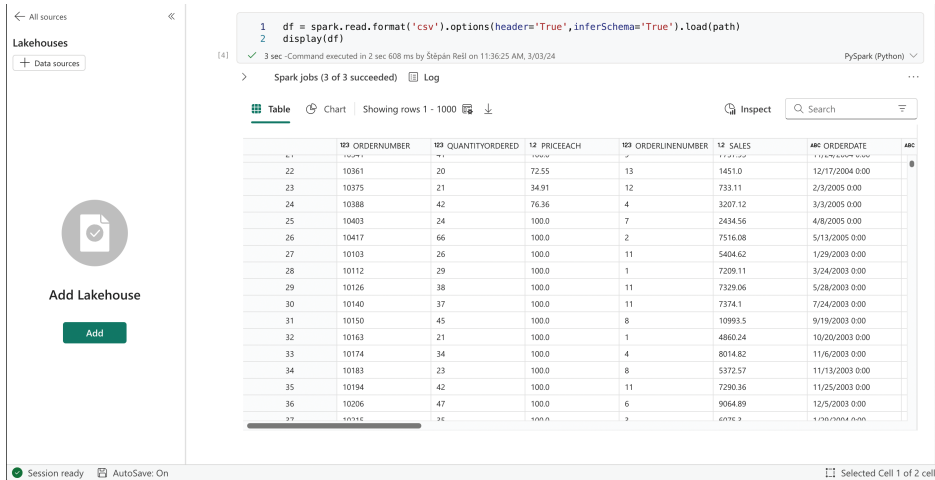 All sources
Lakehouses
Data sources
Add Lakehouse
Add
1 df = spark.read.format('csv').options(header='True',inferSchema='True').load(path)
2 display(df)
[4] 3 sec -Command executed in 2 sec 608 ms by Štěpán Rešl on 11:36:25 AM, 3/03/24 PySpark (Python)
Spark jobs (3 of 3 succeeded) Log ...
Table Chart Showing rows 1 - 1000 Inspect Search
123 ORDERNUMBER 123 QUANTITYORDERED 1.2 PRICEEACH 123 ORDERLINENUMBER 1.2 SALES ABC ORDERDATE ABC
22 10361 20 72.55 13 1451.0 12/17/2004 0:00
23 10375 21 34.91 12 733.11 2/3/2005 0:00
24 10388 42 76.36 4 3207.12 3/3/2005 0:00
25 10403 24 100.0 7 2434.56 4/8/2005 0:00
26 10417 66 100.0 2 7516.08 5/13/2005 0:00
27 10103 26 100.0 11 5404.62 1/29/2003 0:00
28 10112 29 100.0 1 7209.11 3/24/2003 0:00
29 10126 38 100.0 11 7329.06 5/28/2003 0:00
30 10140 37 100.0 11 7374.1 7/24/2003 0:00
31 10150 45 100.0 8 10993.5 9/19/2003 0:00
32 10163 21 100.0 1 4860.24 10/20/2003 0:00
33 10174 34 100.0 4 8014.82 11/6/2003 0:00
34 10183 23 100.0 8 5372.57 11/13/2003 0:00
35 10194 42 100.0 11 7290.36 11/25/2003 0:00
36 10206 47 100.0 6 9064.89 12/5/2003 0:00
Session ready AutoSave: On Selected Cell 1 of 2 cell